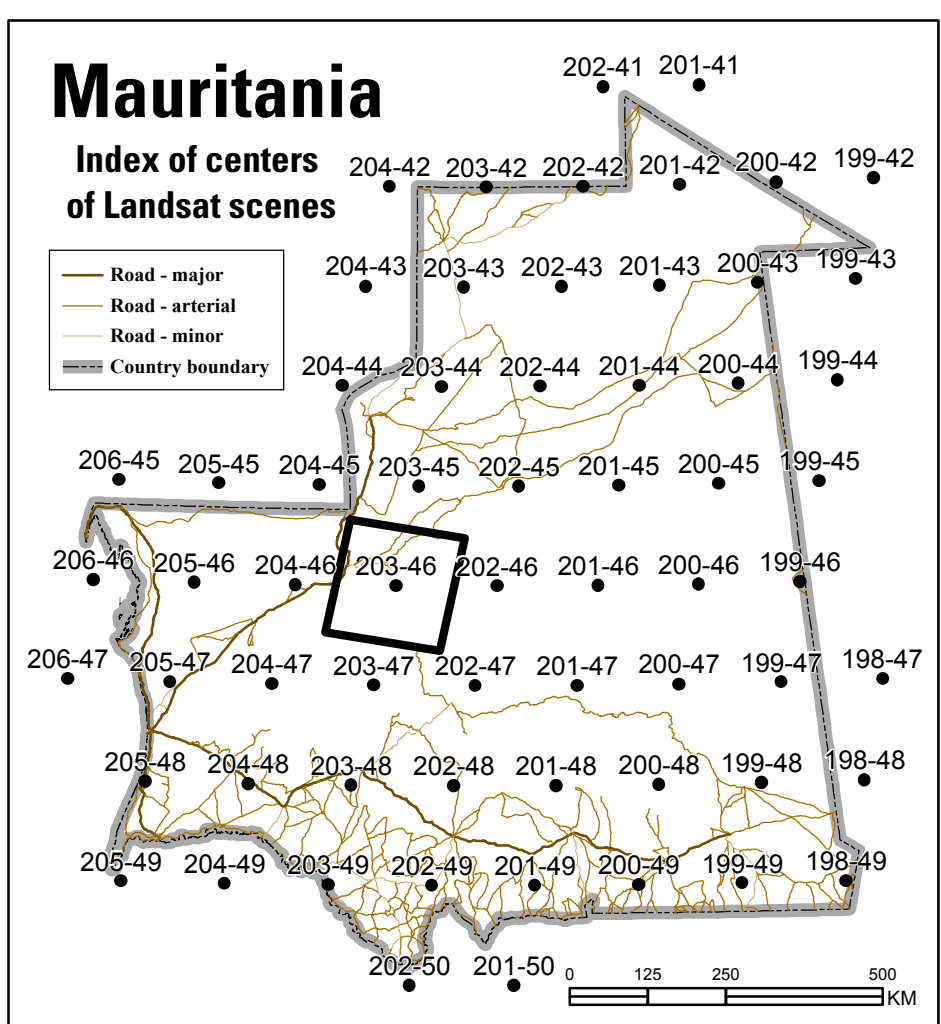 Mauritania
Index of centers
of Landsat scenes
Road - major
Road - arterial
Road - minor
Country boundary
202-41 201-41
204-42 203-42 202-42 201-42 200-42 199-42
204-43 203-43 202-43 201-43 200-43 199-43
204-44 203-44 202-44 201-44 200-44 199-44
206-45 205-45 204-45 203-45 202-45 201-45 200-45 199-45
206-46 205-46 204-46 203-46 202-46 201-46 200-46 199-46
206-47 205-47 204-47 203-47 202-47 201-47 200-47 199-47 198-47
205-48 204-48 203-48 202-48 201-48 200-48 199-48 198-48
205-49 204-49 203-49 202-49 201-49 200-49 199-49 198-49
202-50 201-50
0 125 250 500
KM